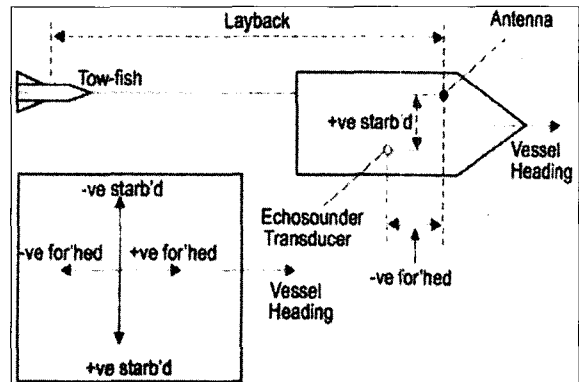 Layback
Antenna
Tow-fish
+ve starb'd
Vessel
Heading
Echosounder
Transducer
-ve for'hed
-ve starb'd
-ve for'hed +ve for'hed
Vessel
Heading
+ve starb'd